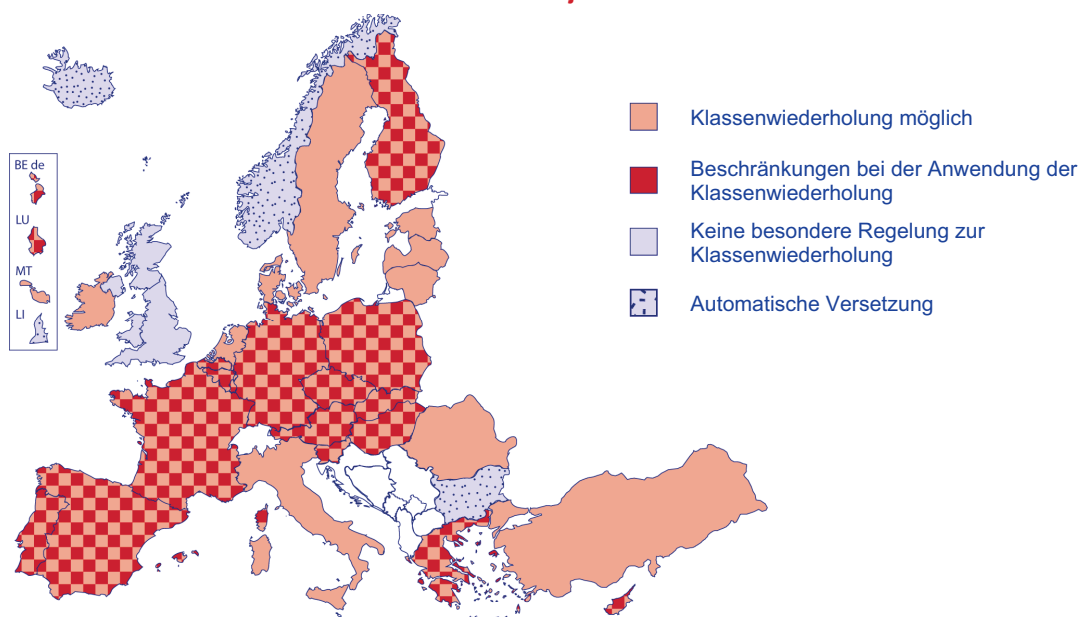 BE de
LU
MT
LI
Klassenwiederholung möglich
Beschränkungen bei der Anwendung der
Klassenwiederholung
Keine besondere Regelung zur
Klassenwiederholung
Automatische Versetzung